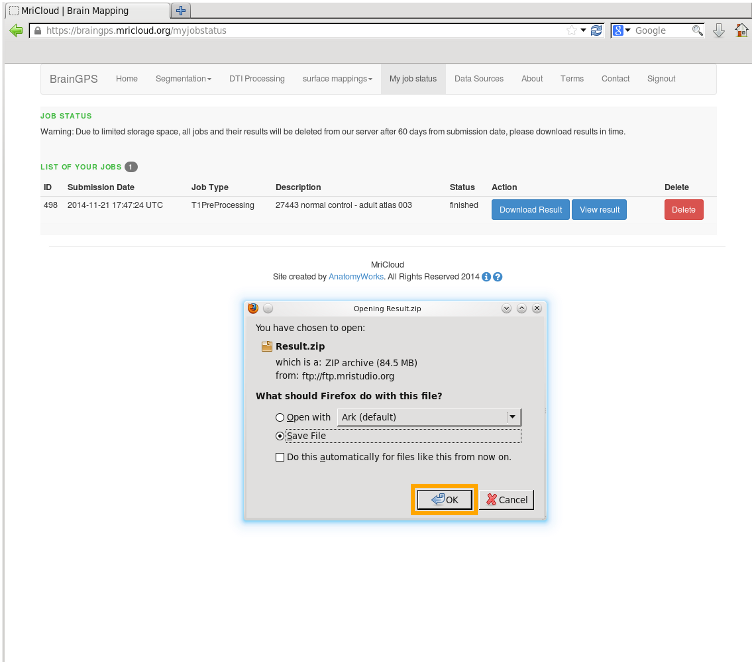 MriCloud | Brain Mapping
https://braingps.mricloud.org/myjobstatus
Google
BrainGPS Home Segmentation DTI Processing surface mappings My job status Data Sources About Terms Contact Signout
JOB STATUS
Warning: Due to limited storage space, all jobs and their results will be deleted from our server after 60 days from submission date, please download results in time.
LIST OF YOUR JOBS 1
ID Submission Date Job Type Description Status Action Delete
498 2014-11-21 17:47:24 UTC T1PreProcessing 27443 normal control - adult atlas 003 finished Download Result View result Delete
MriCloud
Site created by AnatomyWorks. All Rights Reserved 2014
Opening Result.zip
You have chosen to open:
Result.zip
which is a: ZIP archive (84.5 MB)
from: ftp://ftp.mristudio.org
What should Firefox do with this file?
Open with Ark (default)
Save File
Do this automatically for files like this from now on.
OK Cancel